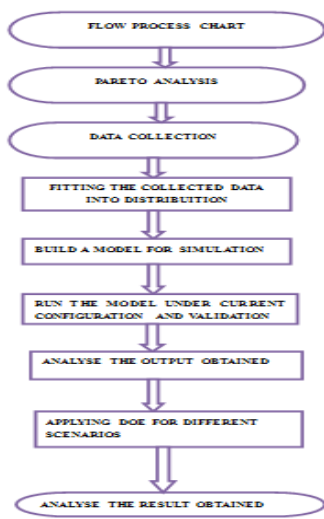 FLOW PROCESS CHART
PARETO ANALYSIS
DATA COLLECTION
FITTING THE COLLECTED DATA
INTO DISTRIBUITION
BUILD A MODEL FOR SIMULATION
RUN THE MODEL UNDER CURRENT
CONFIGURATION AND VALIDATION
ANALYSE THE OUTPUT OBTAINED
APPLYING DOE FOR DIFFERENT
SCENARIOS
ANALYSE THE RESULT OBTAINED